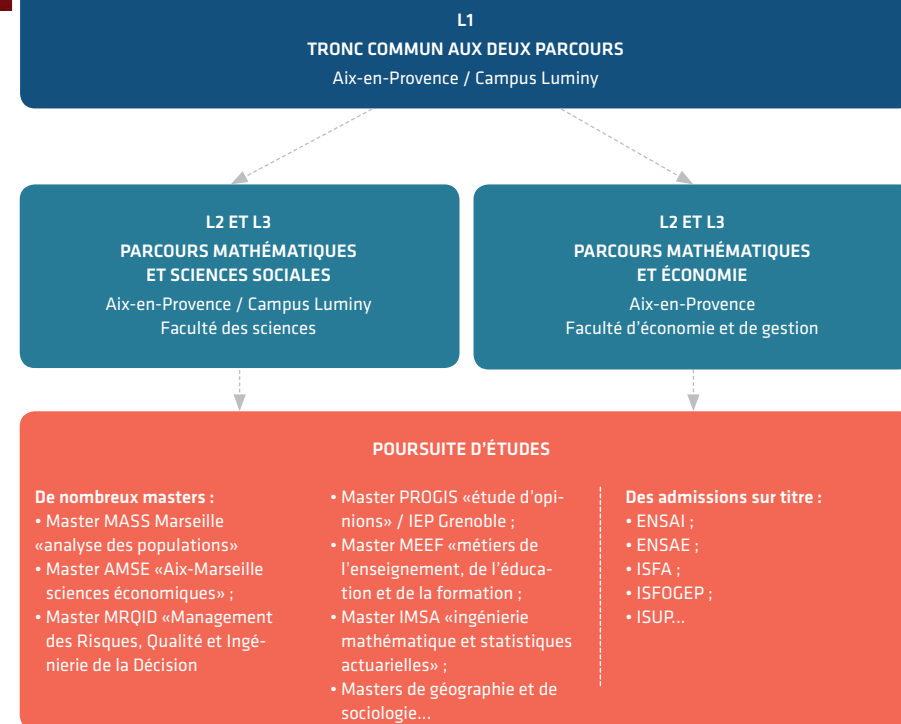 L1
TRONC COMMUN AUX DEUX PARCOURS
Aix-en-Provence / Campus Luminy
L2 ET L3
PARCOURS MATHÉMATIQUES
ET SCIENCES SOCIALES
Aix-en-Provence / Campus Luminy
Faculté des sciences
L2 ET L3
PARCOURS MATHÉMATIQUES
ET ÉCONOMIE
Aix-en-Provence
Faculté d'économie et de gestion
POURSUITE D'ÉTUDES
De nombreux masters :
• Master MASS Marseille
«analyse des populations»
• Master AMSE «Aix-Marseille
sciences économiques» ;
• Master MRQID «Management
des Risques, Qualité et Ingé-
nierie de la Décision
• Master PROGIS «étude d'opi-
nions» / IEP Grenoble ;
• Master MEEF «métiers de
l'enseignement, de l'éduca-
tion et de la formation ;
• Master IMSA «ingénierie
mathématique et statistiques
actuarielles» ;
• Masters de géographie et de
sociologie...
Des admissions sur titre :
• ENSAI ;
• ENSAE ;
• ISFA ;
• ISFOGEP ;
• ISUP...